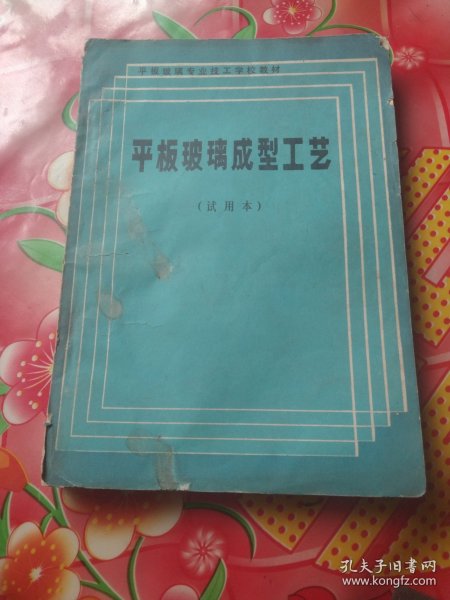 平板玻璃专业技工学校教材
平板玻璃成型工艺
(试用本)
孔夫子旧书网
www.kongfz.com